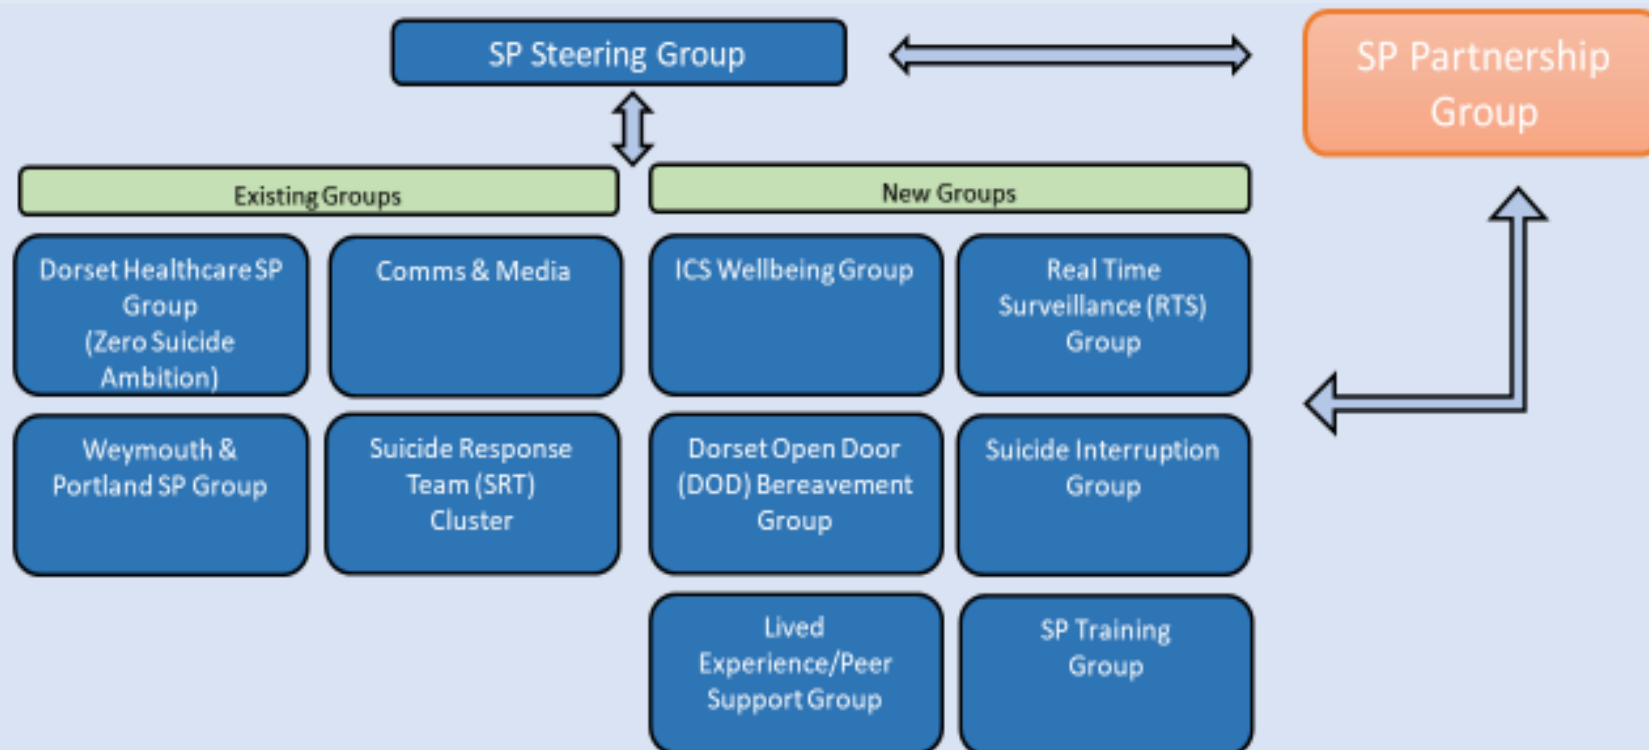 SP Steering Group
SP Partnership
Group
Existing Groups
New Groups
Dorset Healthcare SP
Group
(Zero Suicide
Ambition)
Comms & Media
ICS Wellbeing Group
Real Time
Surveillance (RTS)
Group
Weymouth &
Portland SP Group
Suicide Response
Team (SRT)
Cluster
Dorset Open Door
(DOD) Bereavement
Group
Suicide Interruption
Group
Lived
Experience/Peer
Support Group
SP Training
Group